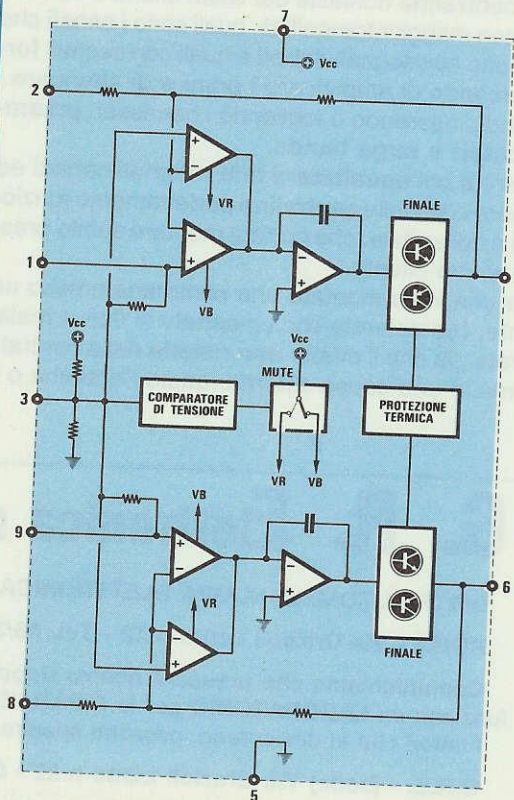 7
Vcc
2
FINALE
+
-
VR
+
-
1
VB
-
+
Vcc
Vcc
MUTE
3
COMPARATORE
DI TENSIONE
PROTEZIONE
TERMICA
VR
VB
VB
9
+
-
-
+
6
VR
-
+
FINALE
8
5